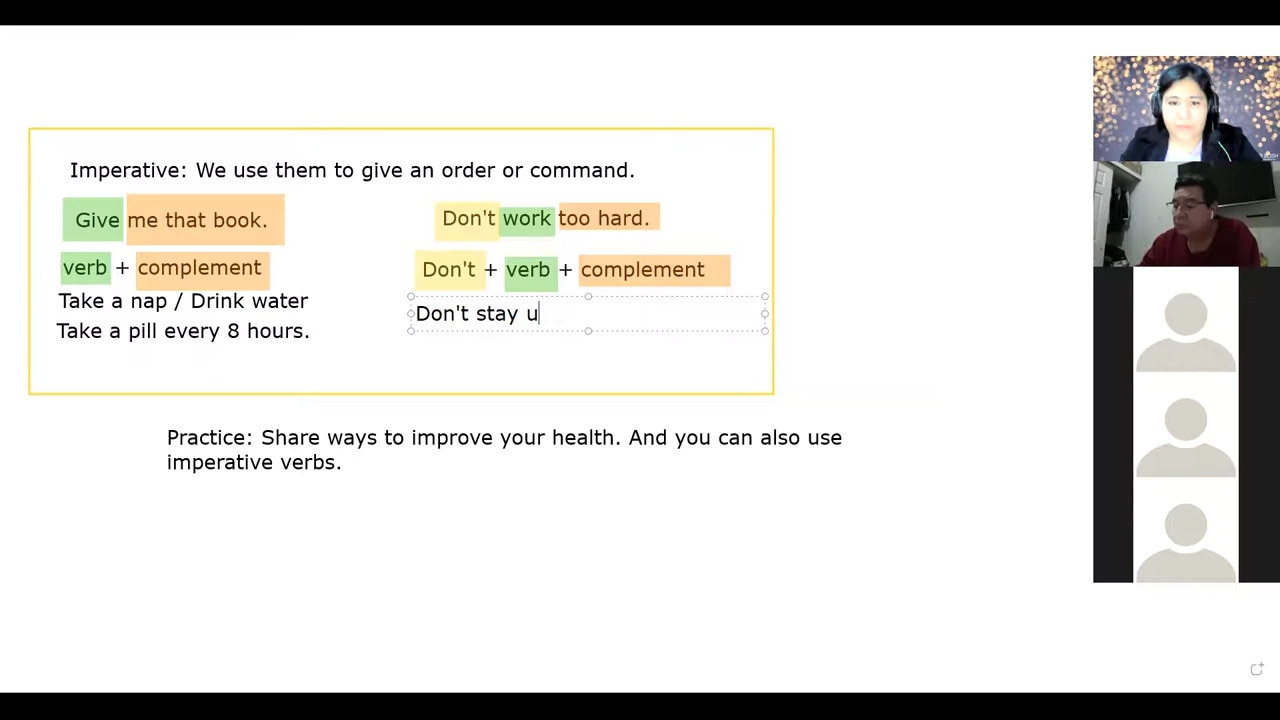 Imperative: We use them to give an order or command.
Give me that book.
verb + complement
Take a nap / Drink water
Take a pill every 8 hours.
Don't work too hard.
Don't + verb + complement
Don't stay u
Practice: Share ways to improve your health. And you can also use
imperative verbs.